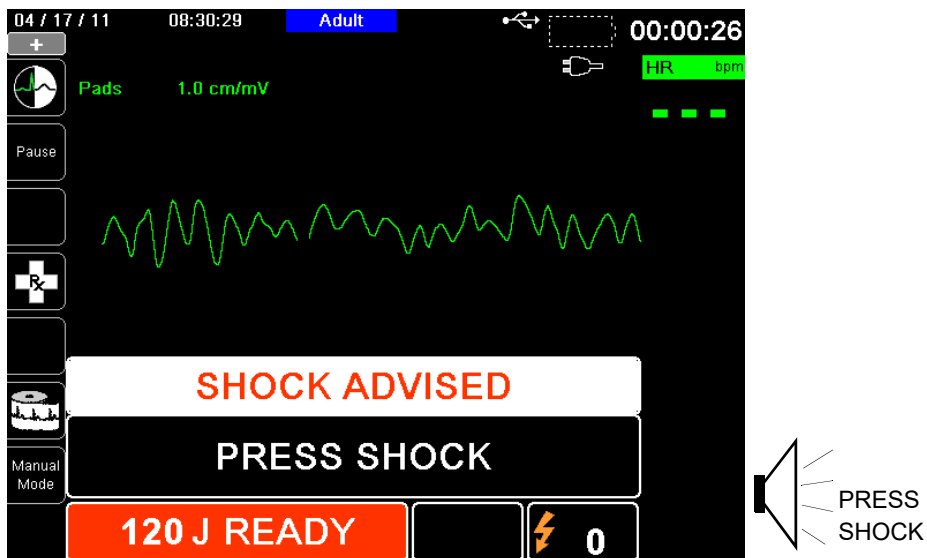 04 / 17 / 11 08:30:29 Adult 00:00:26
+
HR bpm
Pads 1.0 cm/mV
- - -
Pause
Rx
SHOCK ADVISED
PRESS SHOCK
Manual
Mode
120 J READY 0
PRESS
SHOCK